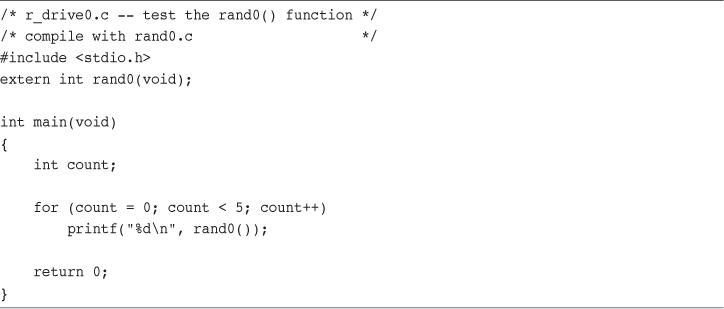 /* r_drive0.c -- test the rand0() function */
/* compile with rand0.c                    */
#include <stdio.h>
extern int rand0(void);

int main(void)
{
    int count;

    for (count = 0; count < 5; count++)
        printf("%d\n", rand0());

    return 0;
}